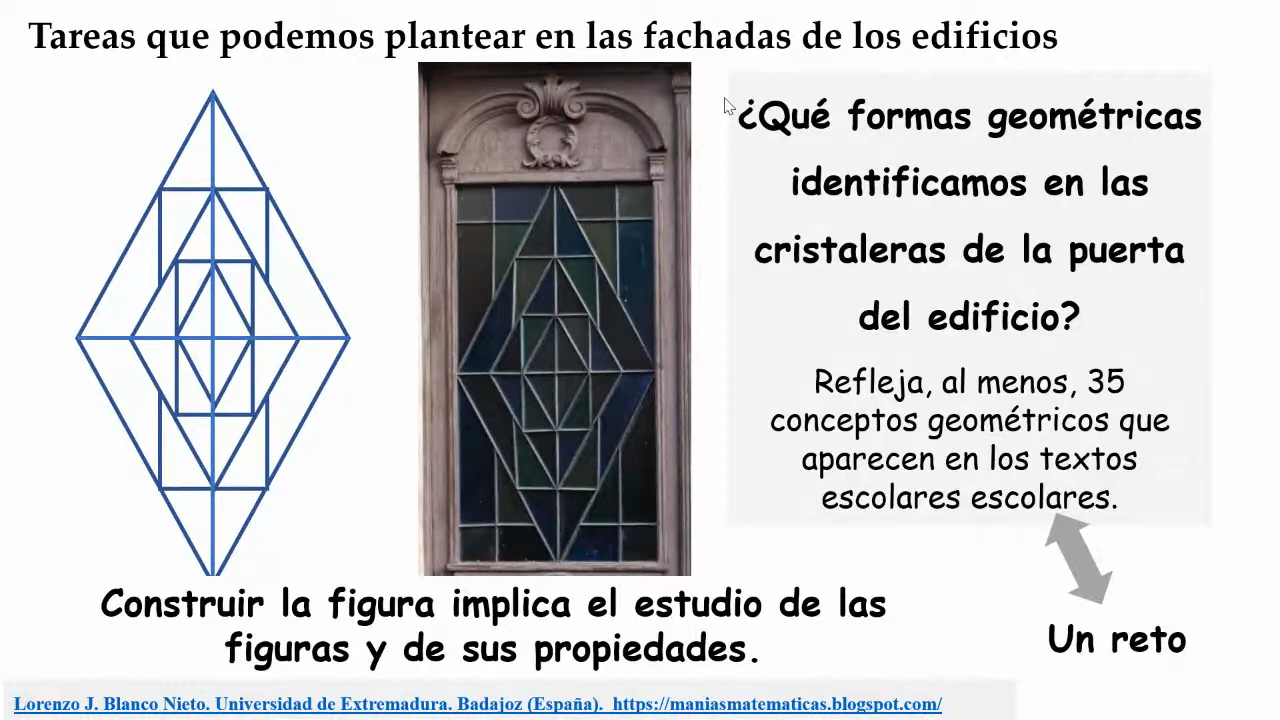 Tareas que podemos plantear en las fachadas de los edificios
¿Qué formas geométricas
identificamos en las
cristaleras de la puerta
del edificio?
Refleja, al menos, 35
conceptos geométricos que
aparecen en los textos
escolares escolares.
Construir la figura implica el estudio de las
figuras y de sus propiedades.
Un reto
Lorenzo J. Blanco Nieto. Universidad de Extremadura. Badajoz (España). https://maniasmatematicas.blogspot.com/